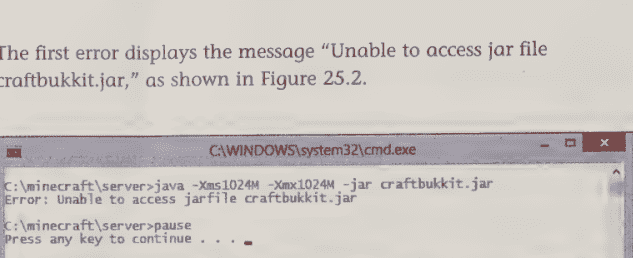 The first error displays the message “Unable to access jar file
craftbukkit.jar,” as shown in Figure 25.2.
C:\WINDOWS\system32\cmd.exe
C:\minecraft\server>java -Xms1024M -Xmx1024M -jar craftbukkit.jar
Error: Unable to access jarfile craftbukkit.jar
C:\minecraft\server>pause
Press any key to continue . . .